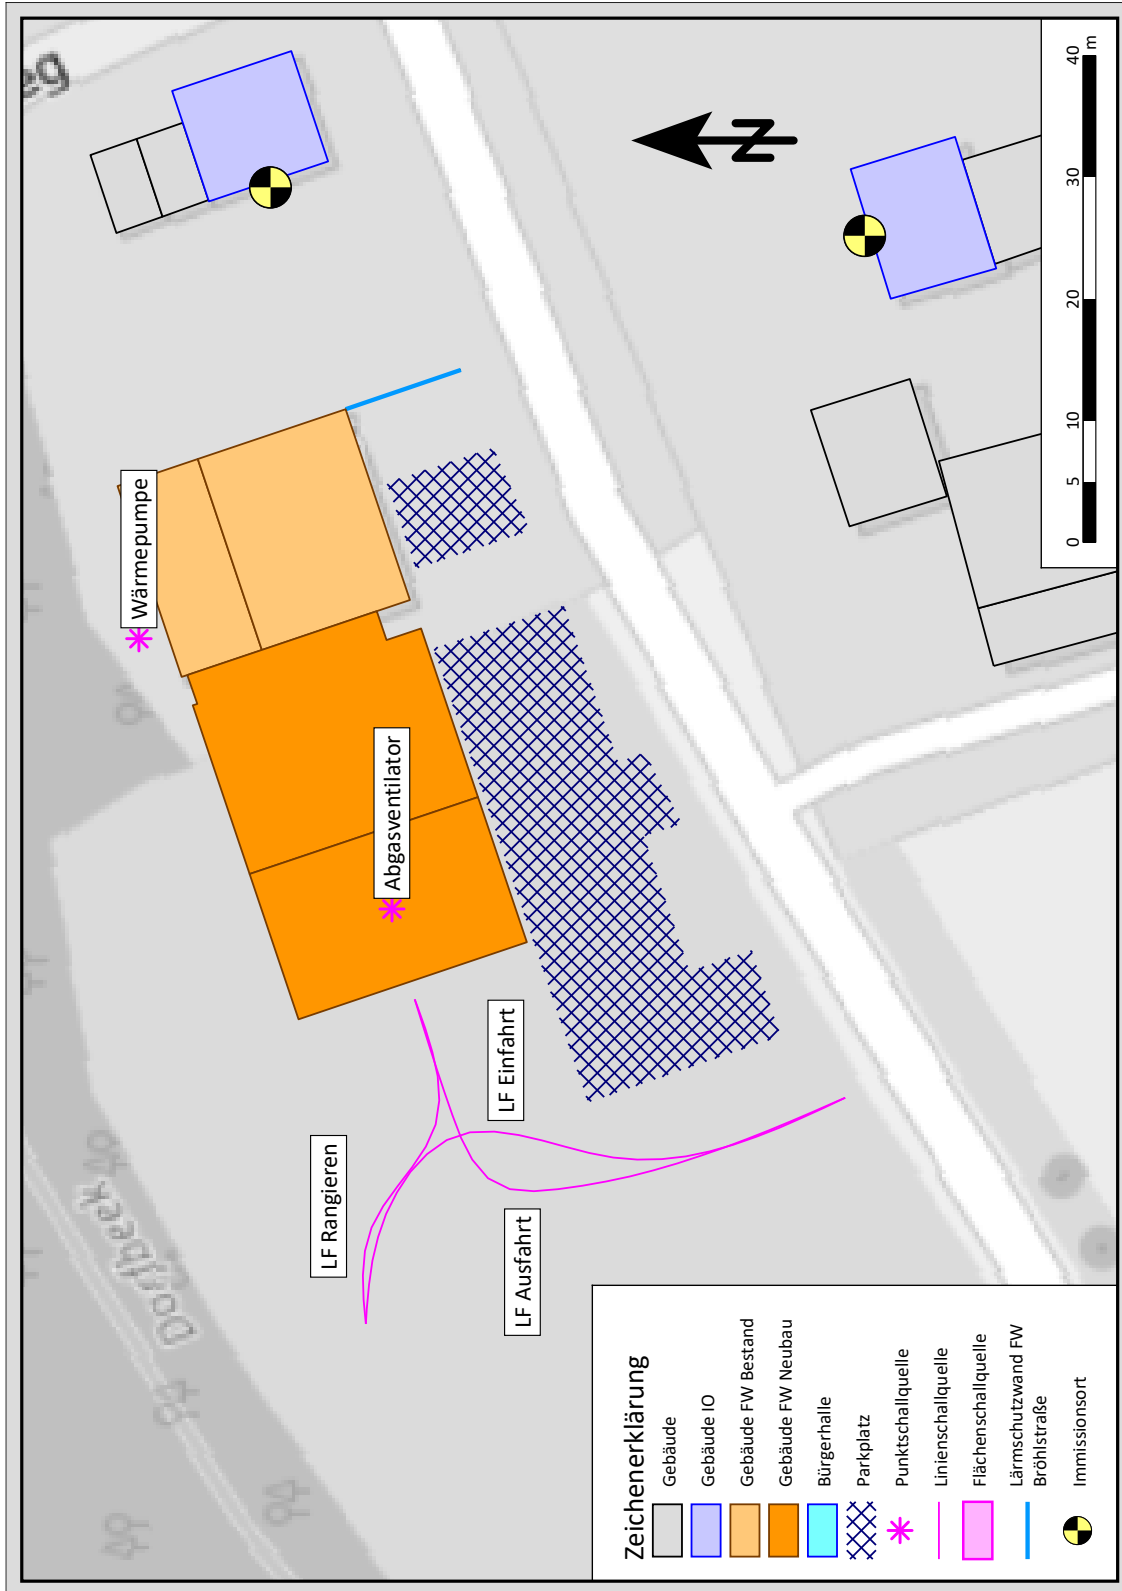 eg
Wärmepumpe
Abgasventilator
LF Einfahrt
LF Rangieren
LF Ausfahrt
Dorfbeek
N
0 5 10 20 30 40
m
Zeichenerklärung
Gebäude
Gebäude IO
Gebäude FW Bestand
Gebäude FW Neubau
Bürgerhalle
Parkplatz
Punktschallquelle
Linienschallquelle
Flächenschallquelle
Lärmschutzwand FW
Bröhlstraße
Immissionsort